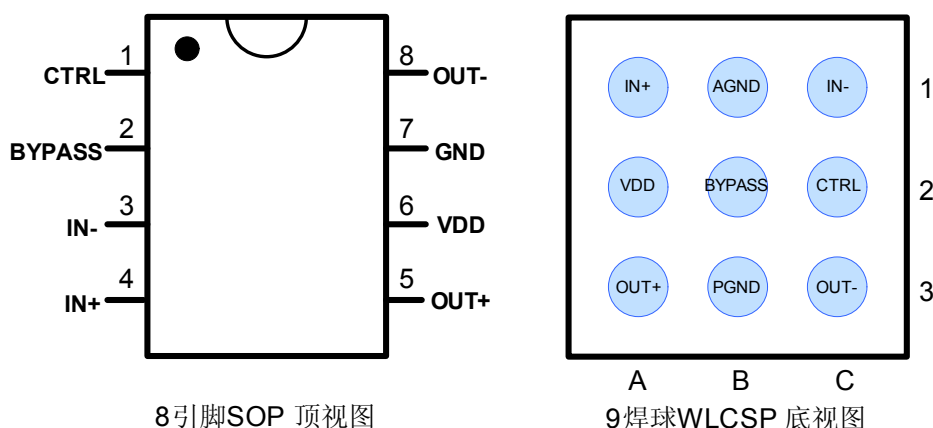 1
CTRL
2
BYPASS
3
IN-
4
IN+
8
OUT-
7
GND
6
VDD
5
OUT+
8引脚SOP 顶视图
IN+ AGND IN- 1
VDD BYPASS CTRL 2
OUT+ PGND OUT- 3
A B C
9焊球WLCSP 底视图